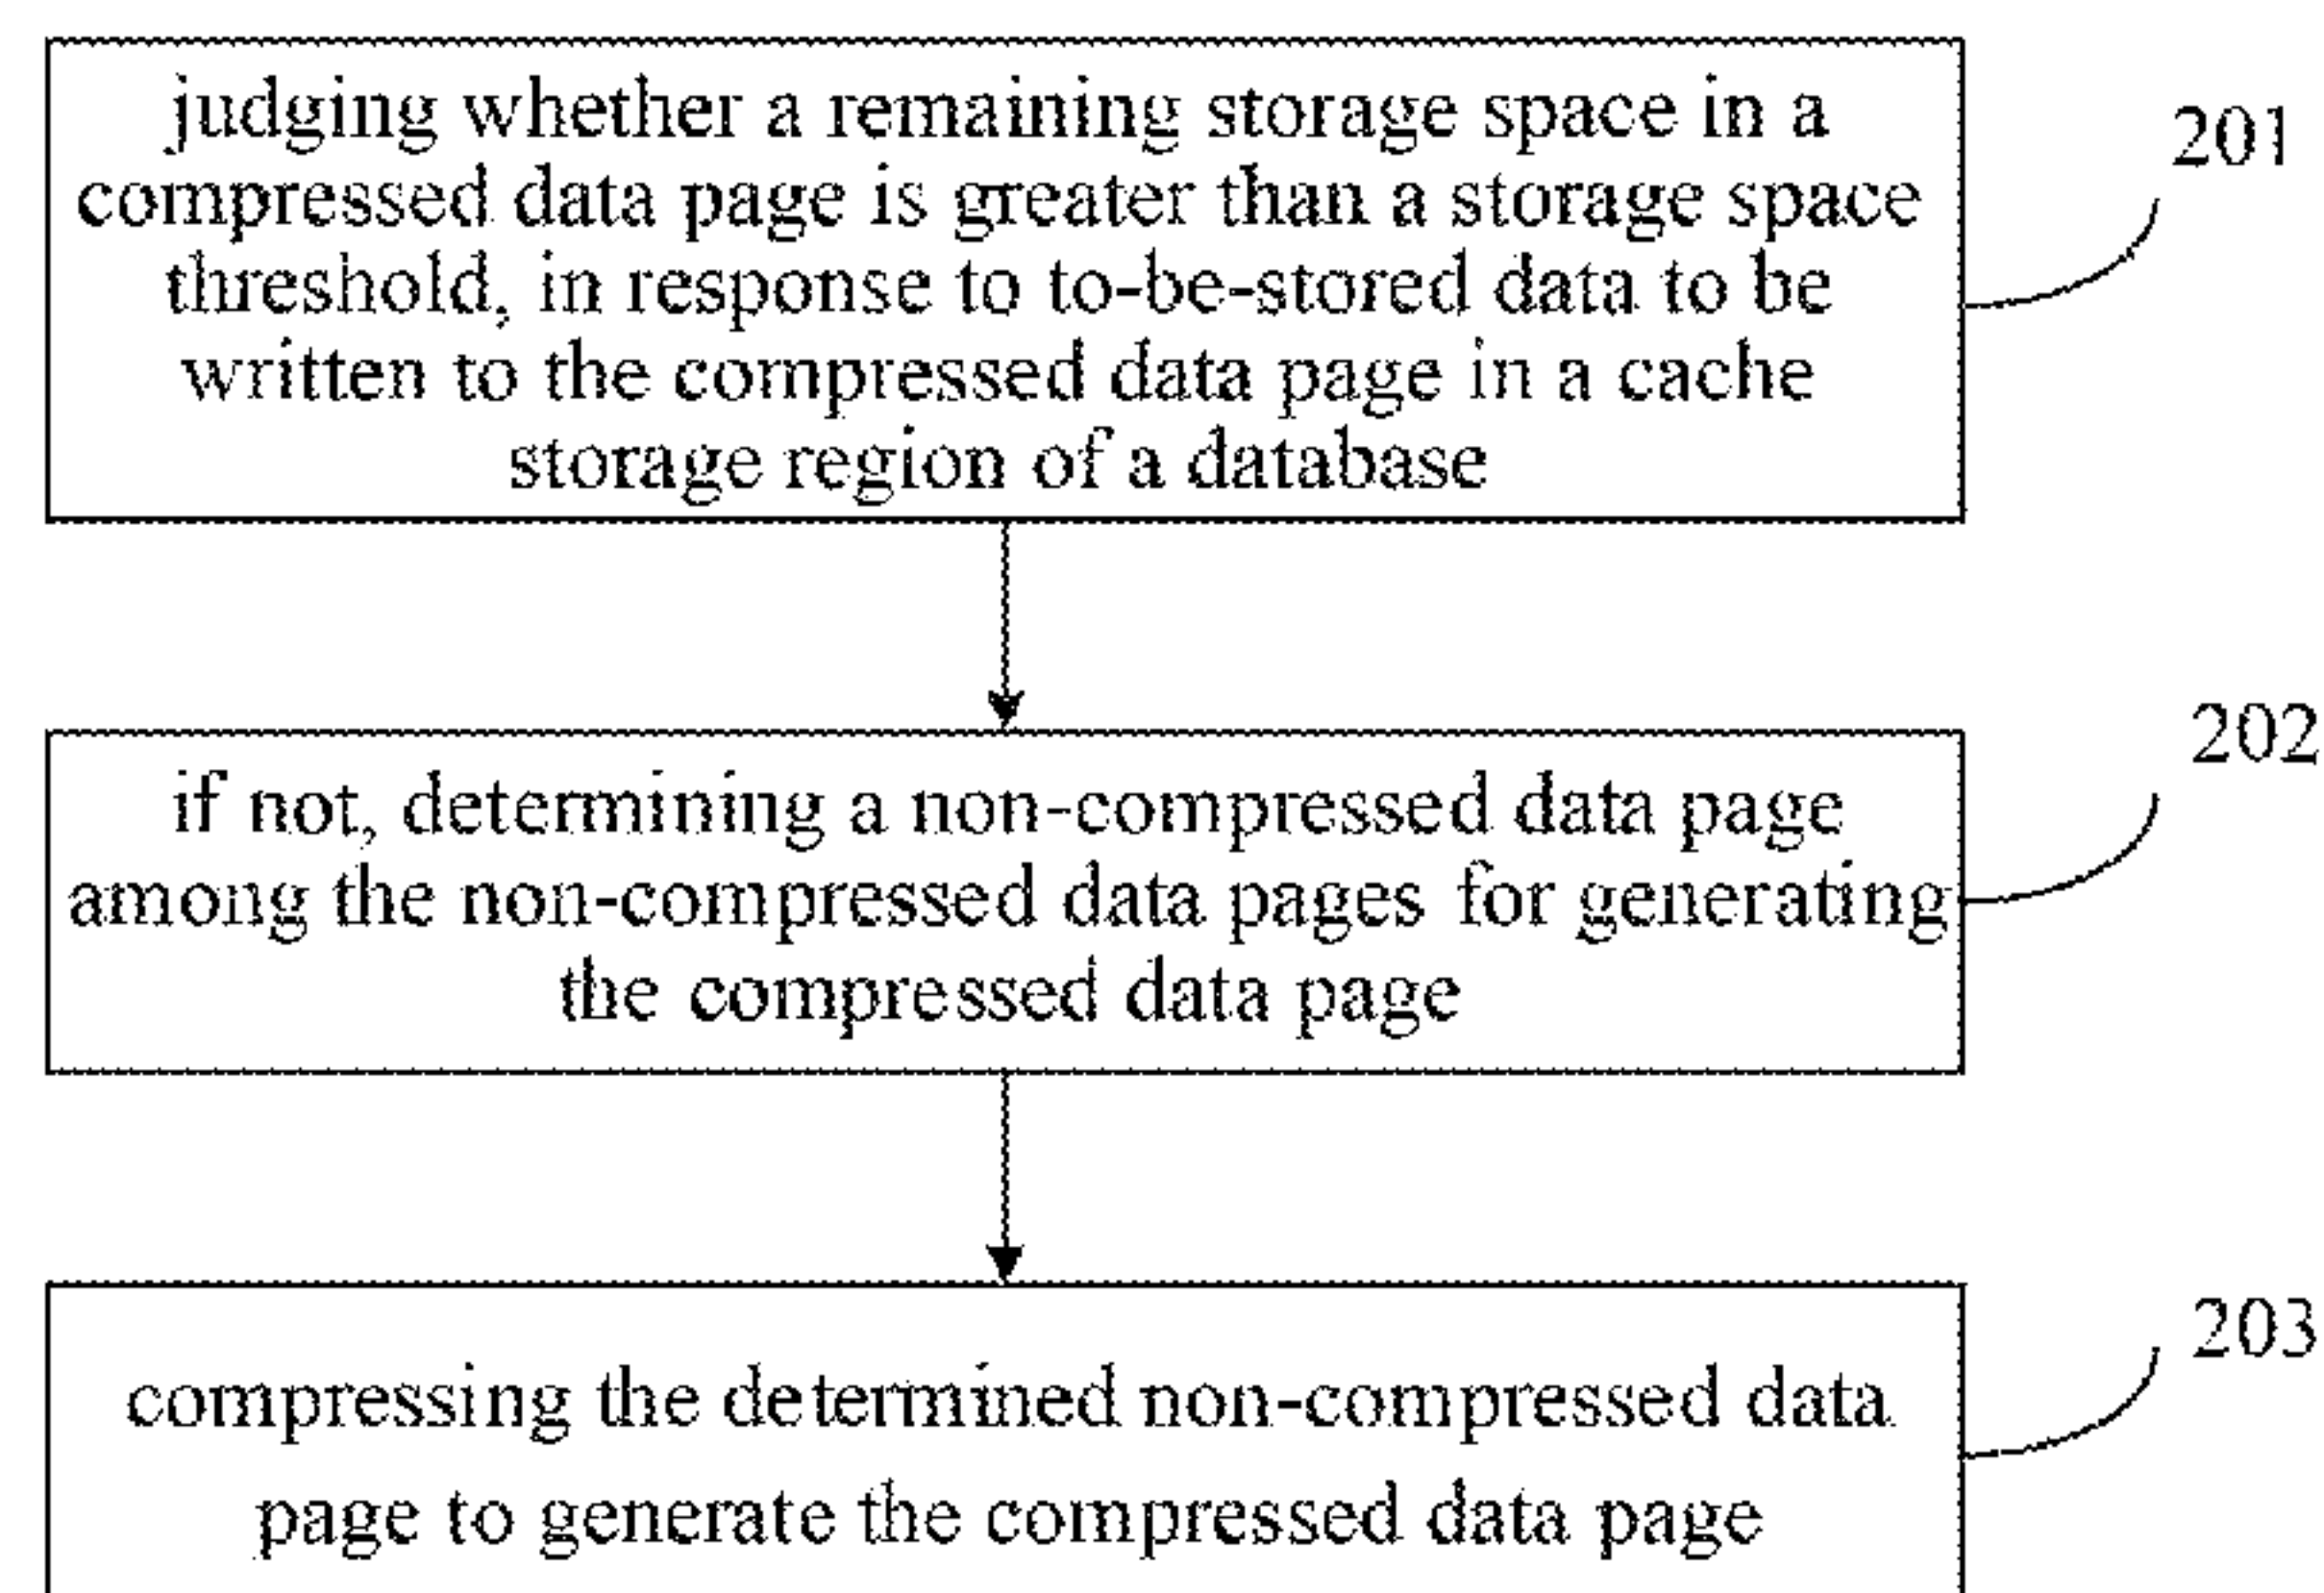 judging whether a remaining storage space in a
compressed data page is greater than a storage space
threshold, in response to to-be-stored data to be
written to the compressed data page in a cache
storage region of a database
201
if not, determining a non-compressed data page
among the non-compressed data pages for generating
the compressed data page
202
compressing the determined non-compressed data
page to generate the compressed data page
203